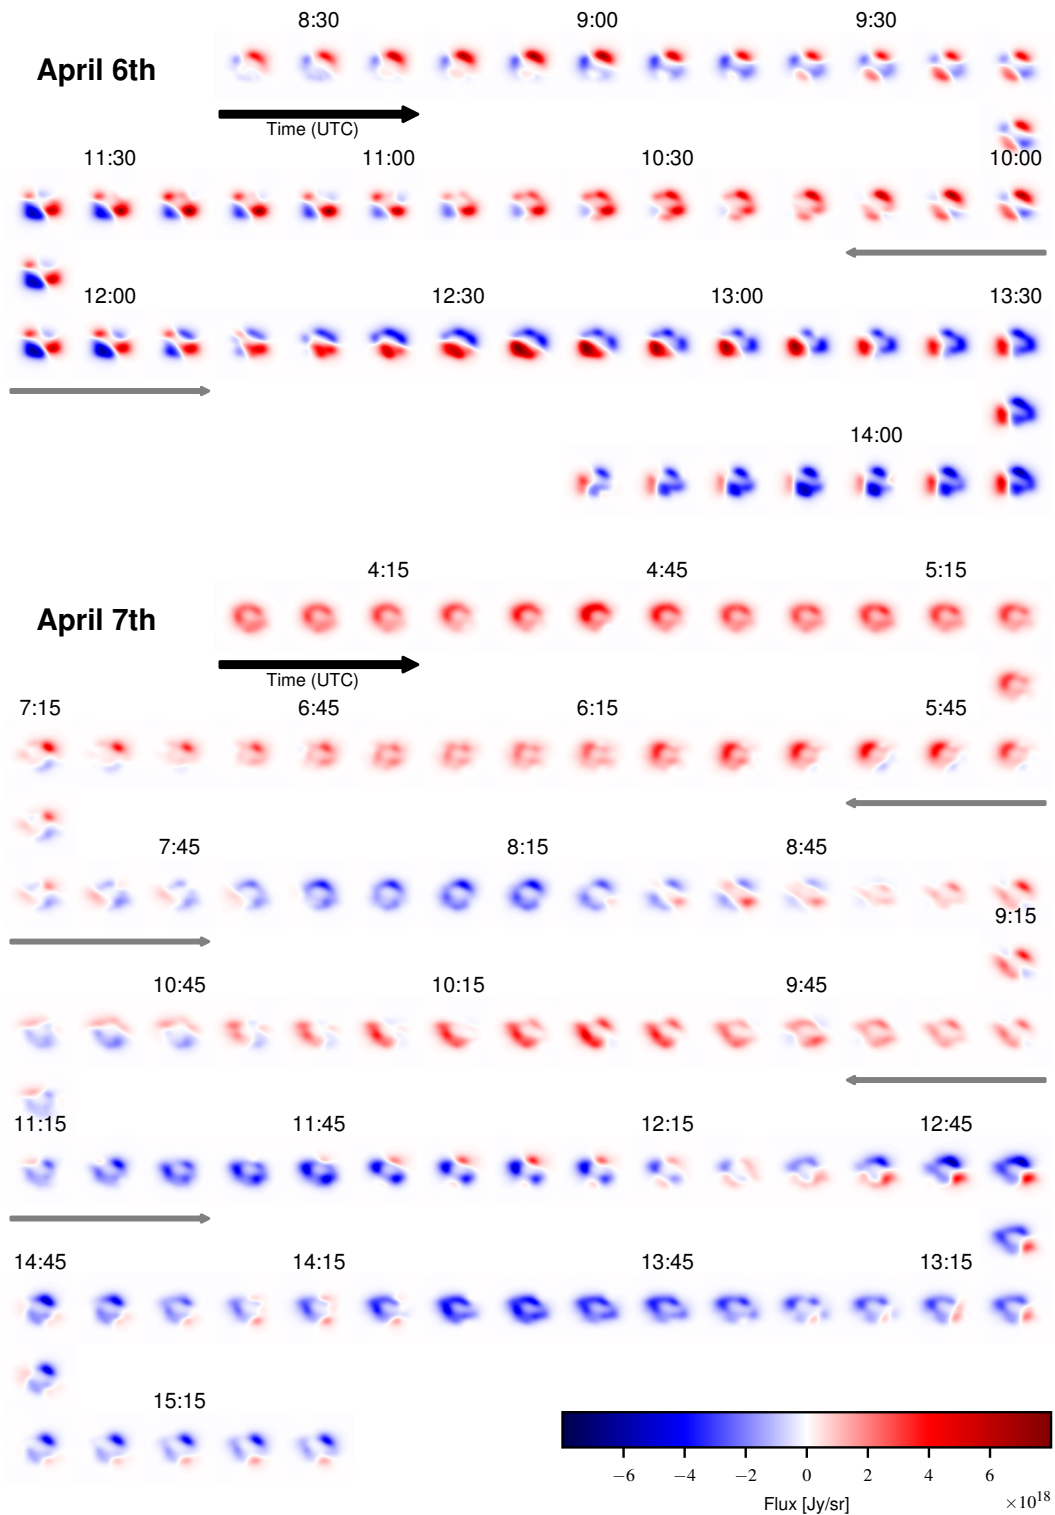 8:30 9:00 9:30
April 6th
Time (UTC)
11:30 11:00 10:30 10:00
12:00 12:30 13:00 13:30
14:00
4:15 4:45 5:15
April 7th
Time (UTC)
7:15 6:45 6:15 5:45
7:45 8:15 8:45
9:15
10:45 10:15 9:45
11:15 11:45 12:15 12:45
14:45 14:15 13:45 13:15
15:15
−6 −4 −2 0 2 4 6
Flux [Jy/sr] ×10¹⁸